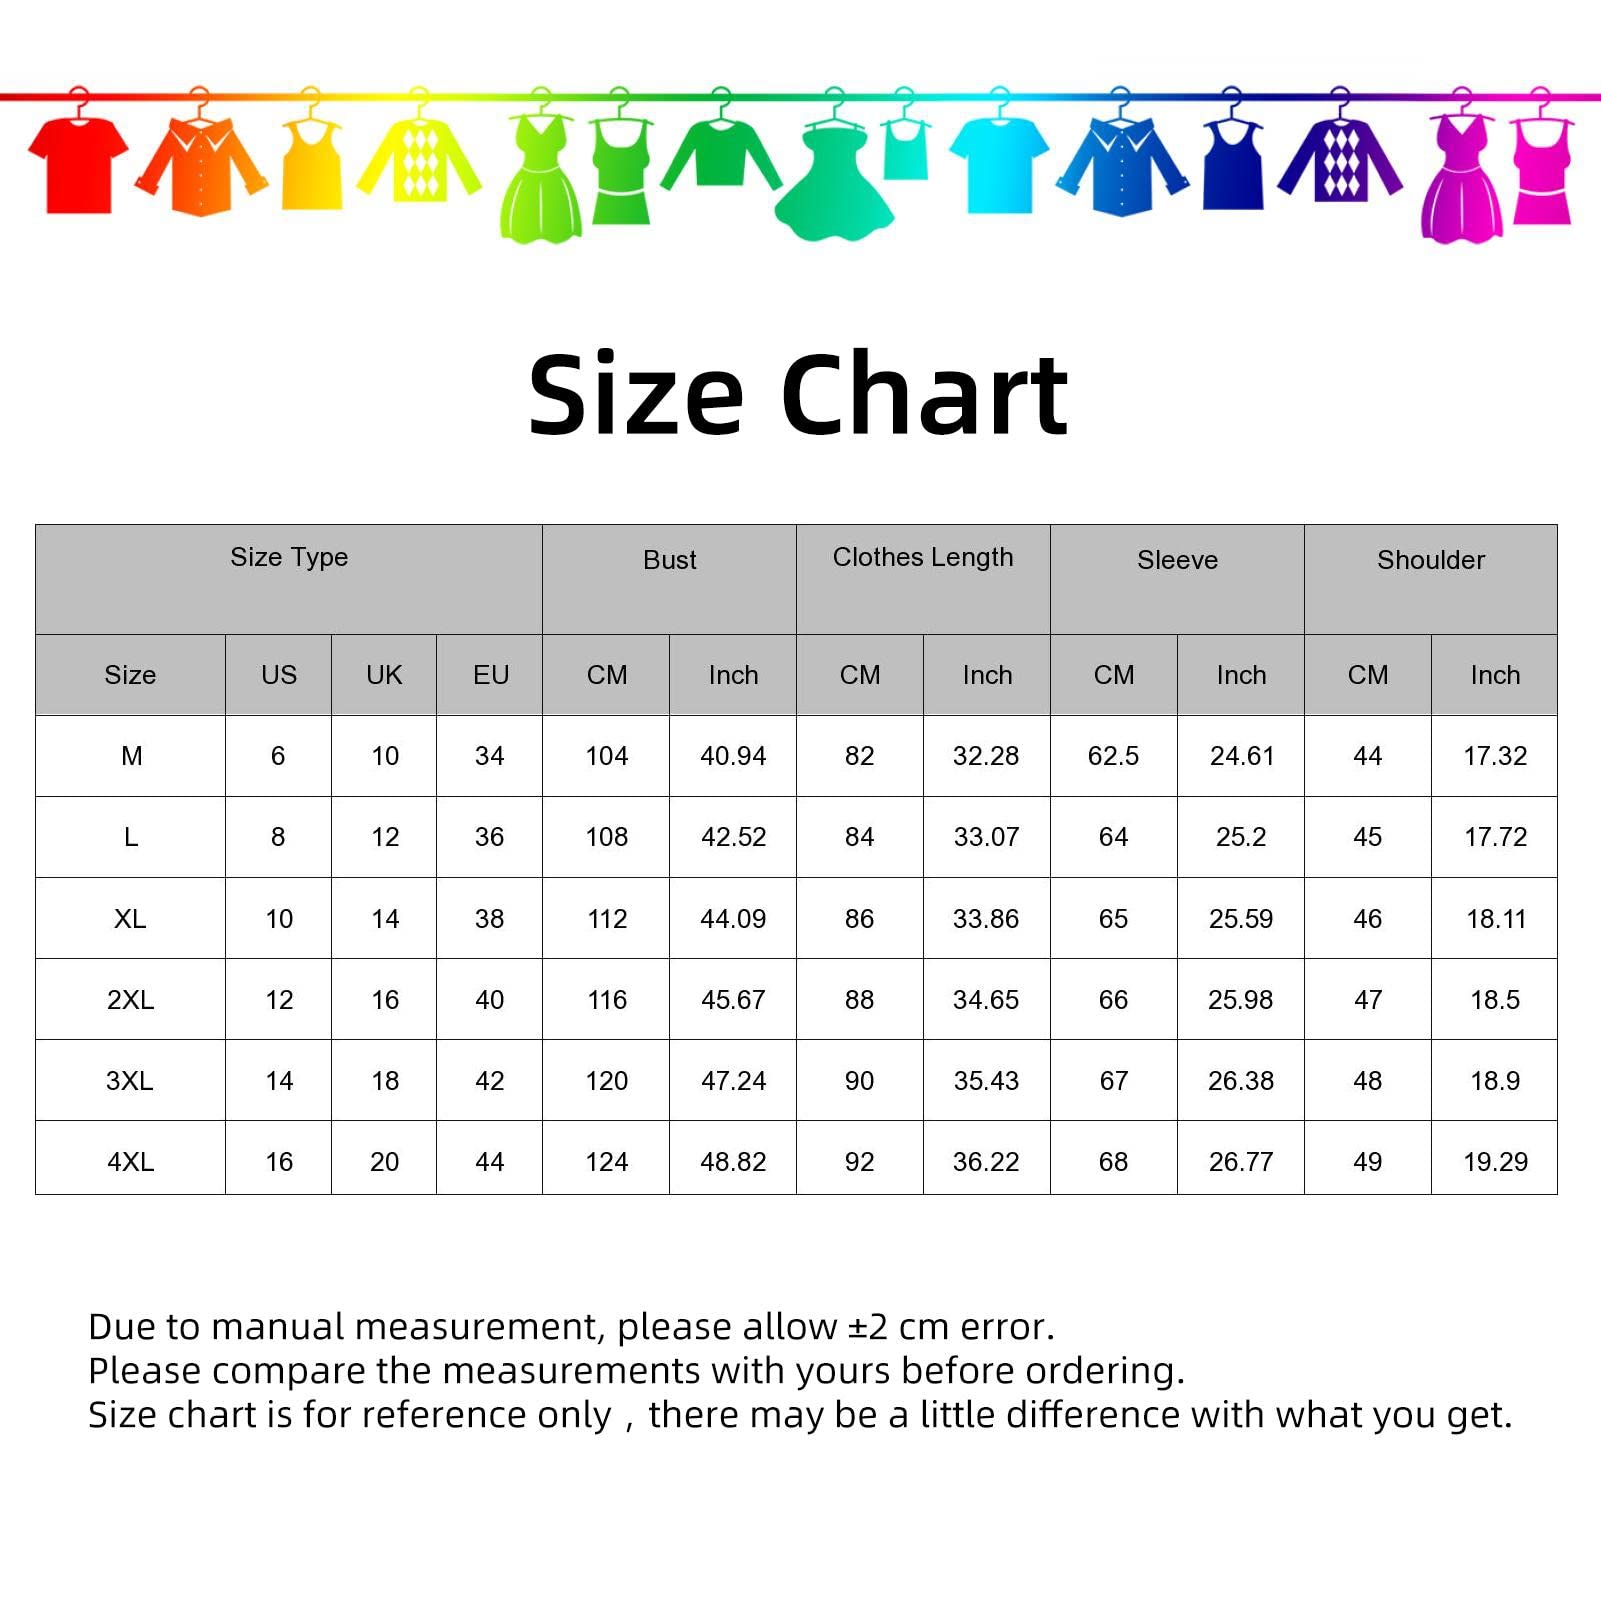 Size Chart
Size Type Bust Clothes Length Sleeve Shoulder
Size US UK EU CM Inch CM Inch CM Inch CM Inch
M 6 10 34 104 40.94 82 32.28 62.5 24.61 44 17.32
L 8 12 36 108 42.52 84 33.07 64 25.2 45 17.72
XL 10 14 38 112 44.09 86 33.86 65 25.59 46 18.11
2XL 12 16 40 116 45.67 88 34.65 66 25.98 47 18.5
3XL 14 18 42 120 47.24 90 35.43 67 26.38 48 18.9
4XL 16 20 44 124 48.82 92 36.22 68 26.77 49 19.29
Due to manual measurement, please allow ±2 cm error.
Please compare the measurements with yours before ordering.
Size chart is for reference only , there may be a little difference with what you get.